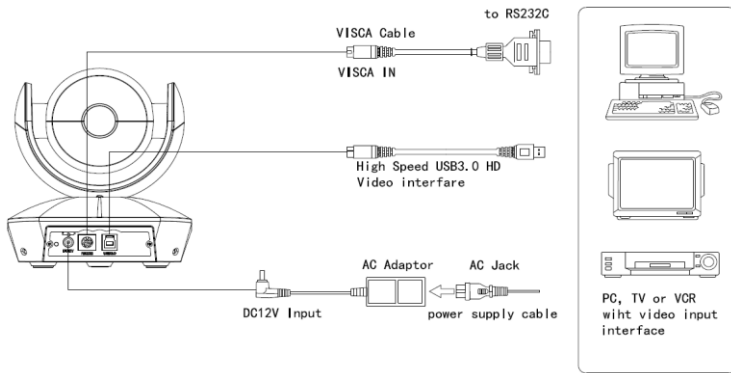 to RS232C
VISCA Cable
VISCA IN
High Speed USB3.0 HD
Video interfare
AC Adaptor
AC Jack
DC12V Input
power supply cable
PC, TV or VCR
wiht video input
interface